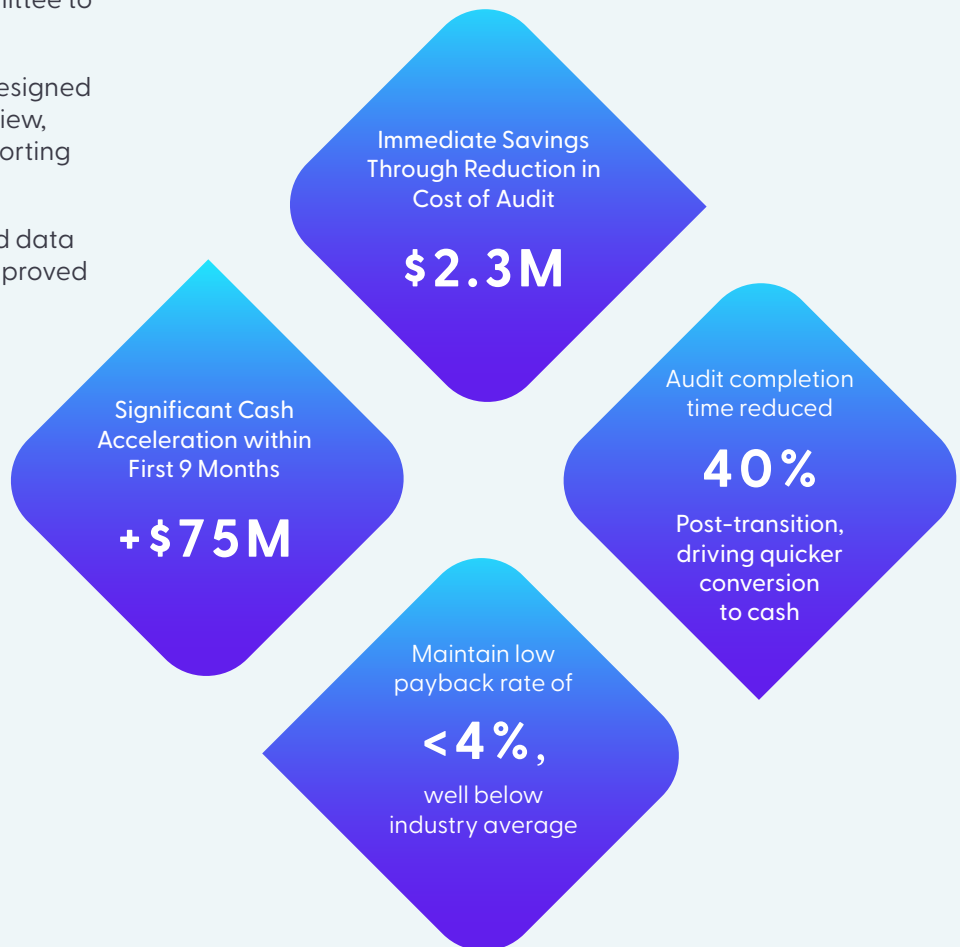 esigned
iew,
orting
d data
proved
Immediate Savings
Through Reduction in
Cost of Audit
$2.3M
Significant Cash
Acceleration within
First 9 Months
+$75M
Audit completion
time reduced
40%
Post-transition,
driving quicker
conversion
to cash
Maintain low
payback rate of
<4%,
well below
industry average